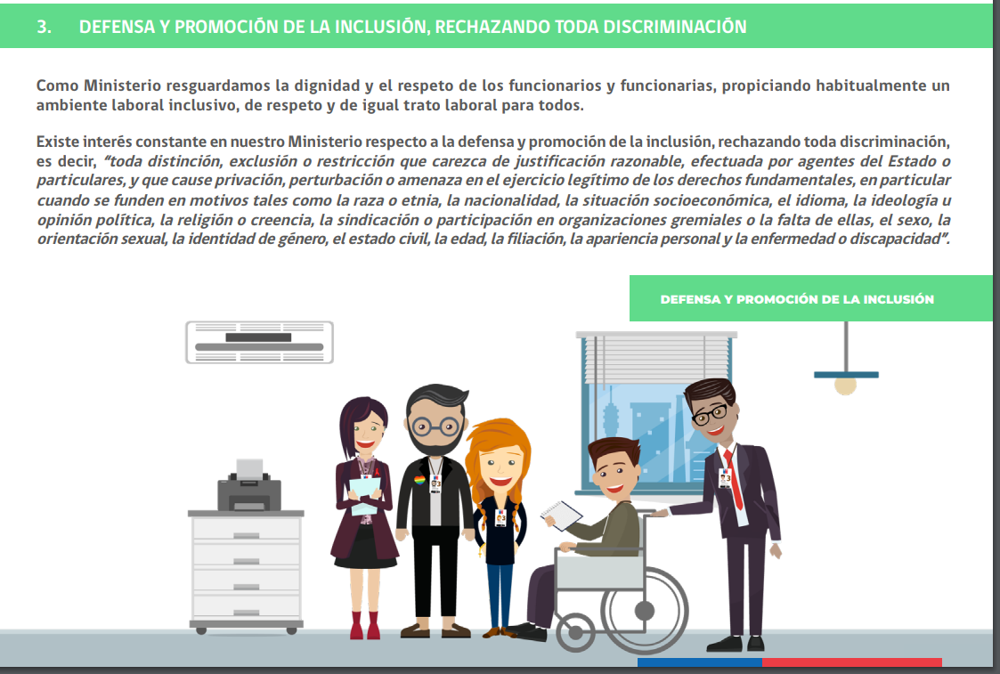 3. DEFENSA Y PROMOCIÓN DE LA INCLUSIÓN, RECHAZANDO TODA DISCRIMINACIÓN
Como Ministerio resguardamos la dignidad y el respeto de los funcionarios y funcionarias, propiciando habitualmente un
ambiente laboral inclusivo, de respeto y de igual trato laboral para todos.
Existe interés constante en nuestro Ministerio respecto a la defensa y promoción de la inclusión, rechazando toda discriminación,
es decir, “toda distinción, exclusión o restricción que carezca de justificación razonable, efectuada por agentes del Estado o
particulares, y que cause privación, perturbación o amenaza en el ejercicio legítimo de los derechos fundamentales, en particular
cuando se funden en motivos tales como la raza o etnia, la nacionalidad, la situación socioeconómica, el idioma, la ideología u
opinión política, la religión o creencia, la sindicación o participación en organizaciones gremiales o la falta de ellas, el sexo, la
orientación sexual, la identidad de género, el estado civil, la edad, la filiación, la apariencia personal y la enfermedad o discapacidad”.
DEFENSA Y PROMOCIÓN DE LA INCLUSIÓN
3
3
3